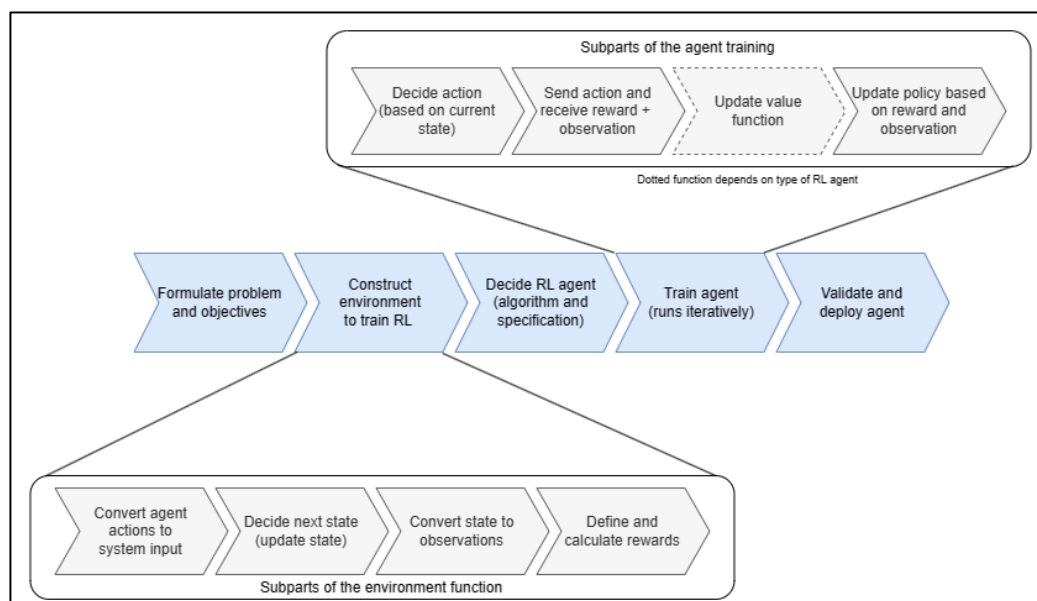 Subparts of the agent training
Decide action
(based on current
state)
Send action and
receive reward +
observation
Update value
function
Update policy based
on reward and
observation
Dotted function depends on type of RL agent
Formulate problem
and objectives
Construct
environment
to train RL
Decide RL agent
(algorithm and
specification)
Train agent
(runs iteratively)
Validate and
deploy agent
Convert agent
actions to
system input
Decide next state
(update state)
Convert state to
observations
Define and
calculate rewards
Subparts of the environment function